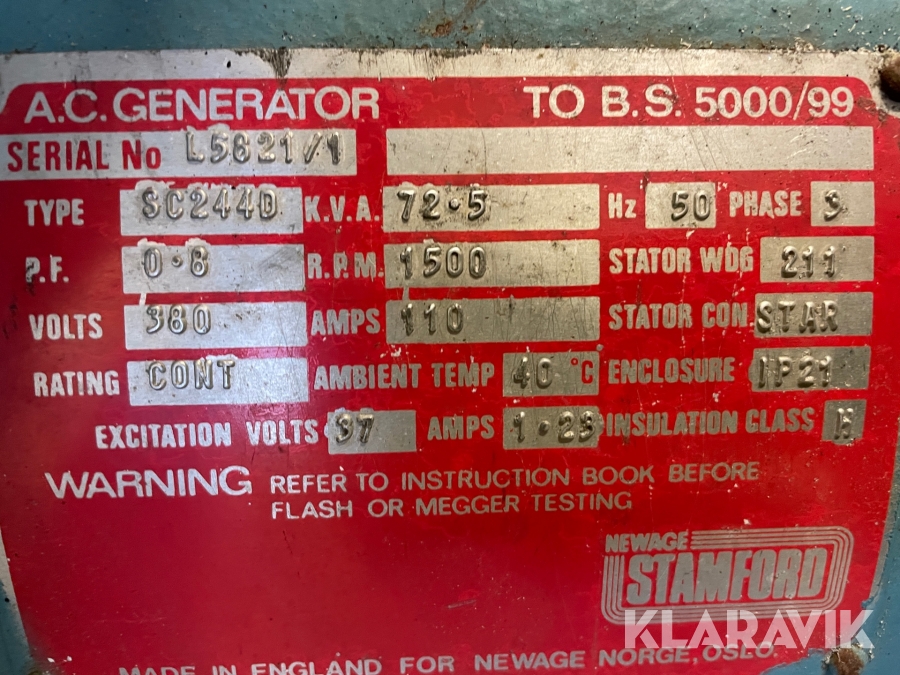 A.C. GENERATOR TO B.S. 5000/99
SERIAL No L5621/1
TYPE SC244D K.V.A. 72.5 Hz 50 PHASE 3
P.F. 0.8 R.P.M. 1500 STATOR WDG 211
VOLTS 380 AMPS 110 STATOR CON. STAR
RATING CONT AMBIENT TEMP 40 °C ENCLOSURE IP21
EXCITATION VOLTS 37 AMPS 1.25 INSULATION CLASS H
WARNING REFER TO INSTRUCTION BOOK BEFORE
FLASH OR MEGGER TESTING
NEWAGE
STAMFORD
KLARAVIK
MADE IN ENGLAND FOR NEWAGE NORGE, OSLO.